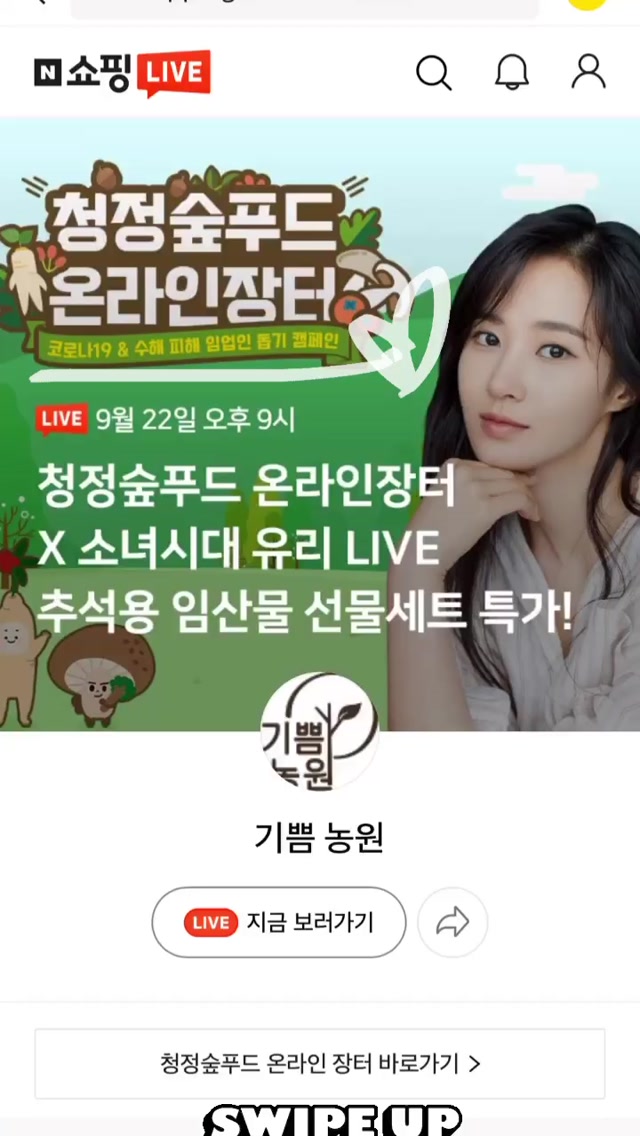 N 쇼핑 LIVE
청정숲푸드
온라인장터
코로나19 & 수해 피해 임업인 돕기 캠페인
LIVE 9월 22일 오후 9시
청정숲푸드 온라인장터
X 소녀시대 유리 LIVE
추석용 임산물 선물세트 특가!
기쁨
농원
기쁨 농원
LIVE 지금 보러가기
청정숲푸드 온라인 장터 바로가기 >
SWIPE UP